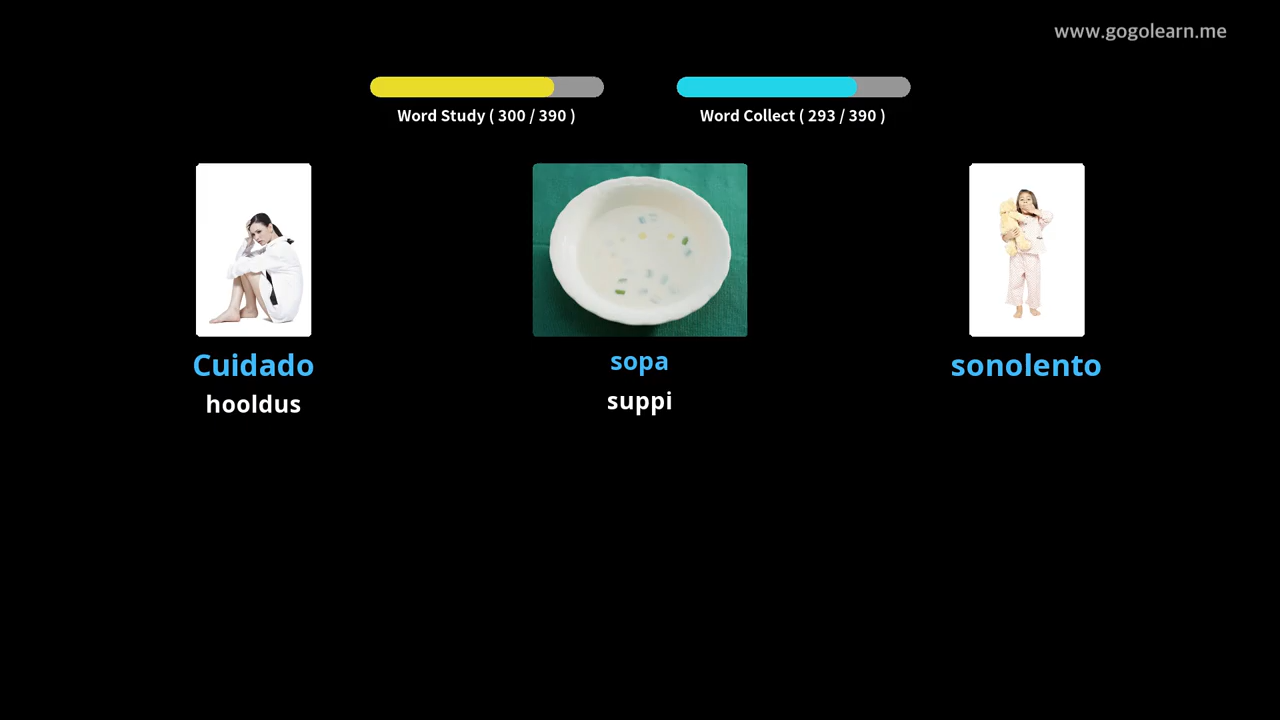 www.gogolearn.me
Word Study ( 300 / 390 )
Word Collect ( 293 / 390 )
Cuidado
hooldus
sopa
suppi
sonolento